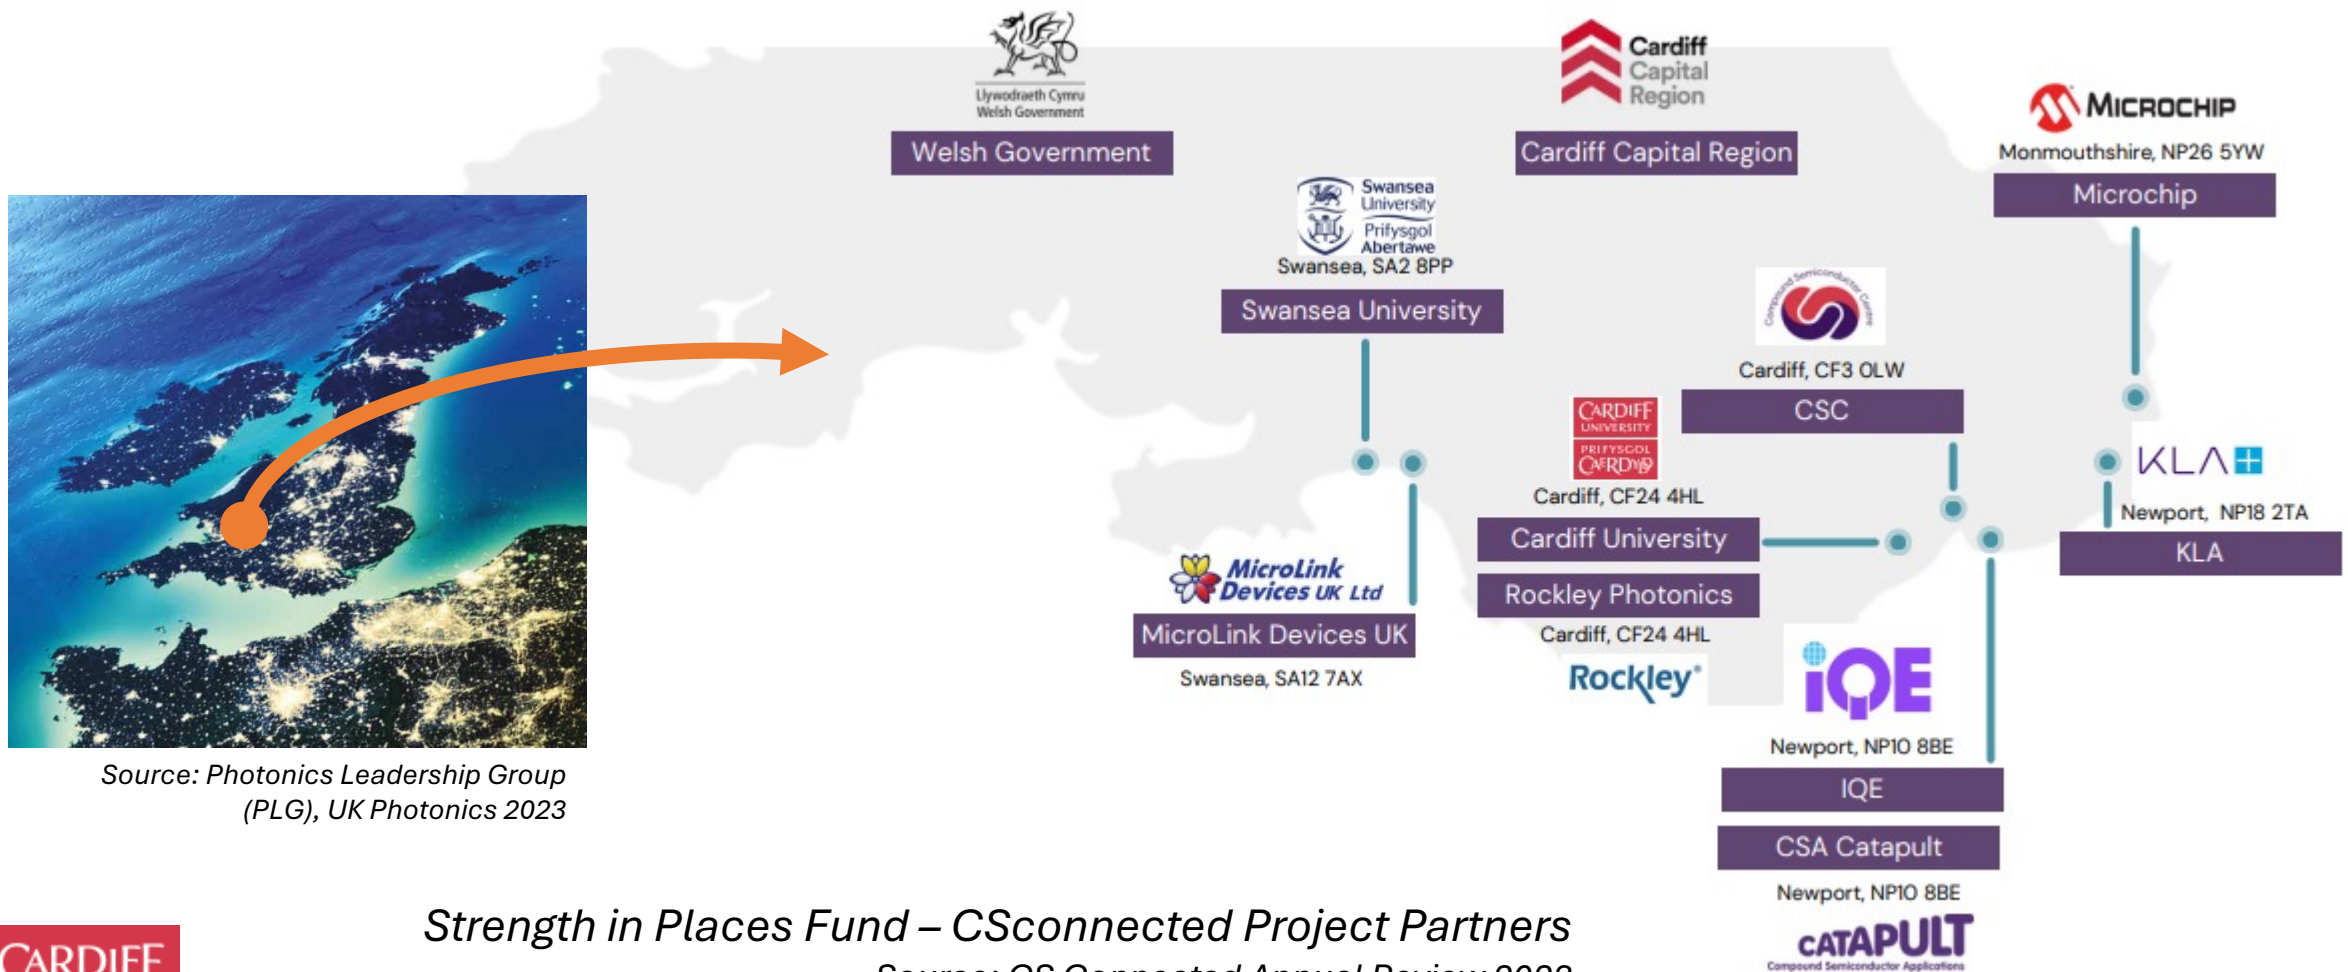 Llywodraeth Cymru
Welsh Government
Welsh Government
Cardiff
Capital
Region
Cardiff Capital Region
MICROCHIP
Monmouthshire, NP26 5YW
Microchip
Swansea
University
Prifysgol
Abertawe
Swansea, SA2 8PP
Swansea University
Compound Semiconductor Centre
Cardiff, CF3 0LW
CSC
CARDIFF
UNIVERSITY
PRIFYSGOL
CAERDYDD
Cardiff, CF24 4HL
Cardiff University
Rockley Photonics
Cardiff, CF24 4HL
Rockley®
KLA
Newport, NP18 2TA
KLA
MicroLink
Devices UK Ltd
MicroLink Devices UK
Swansea, SA12 7AX
iQE
Newport, NP10 8BE
IQE
CSA Catapult
Newport, NP10 8BE
CATAPULT
Compound Semiconductor Applications
Source: Photonics Leadership Group
(PLG), UK Photonics 2023
Strength in Places Fund – CSconnected Project Partners
CARDIFF